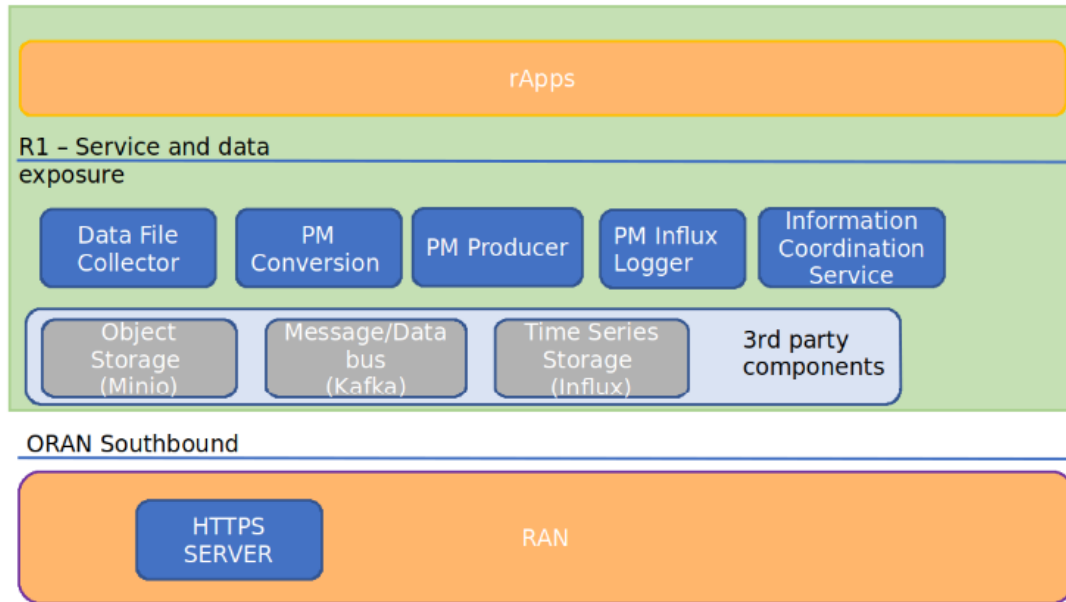 rApps
R1 – Service and data
exposure
Data File
Collector
PM
Conversion
PM Producer
PM Influx
Logger
Information
Coordination
Service
Object
Storage
(Minio)
Message/Data
bus
(Kafka)
Time Series
Storage
(Influx)
3rd party
components
ORAN Southbound
HTTPS
SERVER
RAN